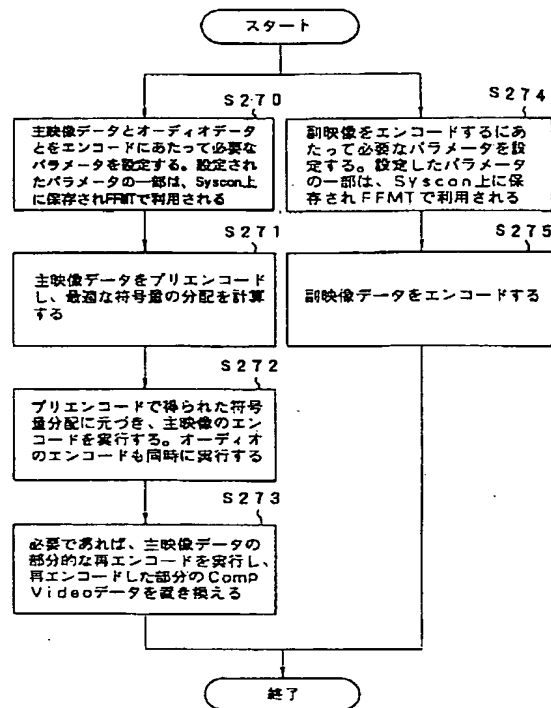 スタート
S270
主映像データとオーディオデータ
とをエンコードにあたって必要な
パラメータを設定する。設定され
たパラメータの一部は、Syscon上
に保存されFFMTで利用される
S271
主映像データをプリエンコード
し、最適な符号量の分配を計算
する
S272
プリエンコードで得られた符号
量分配に元づき、主映像のエン
コードを実行する。オーディオ
のエンコードも同時に実行する
S273
必要であれば、主映像データの
部分的な再エンコードを実行し、
再エンコードした部分のComp
Videoデータを置き換える
S274
副映像をエンコードするにあ
たって必要なパラメータを設
定する。設定したパラメータ
の一部は、Syscon上に保
存されFFMTで利用される
S275
副映像データをエンコードする
終了